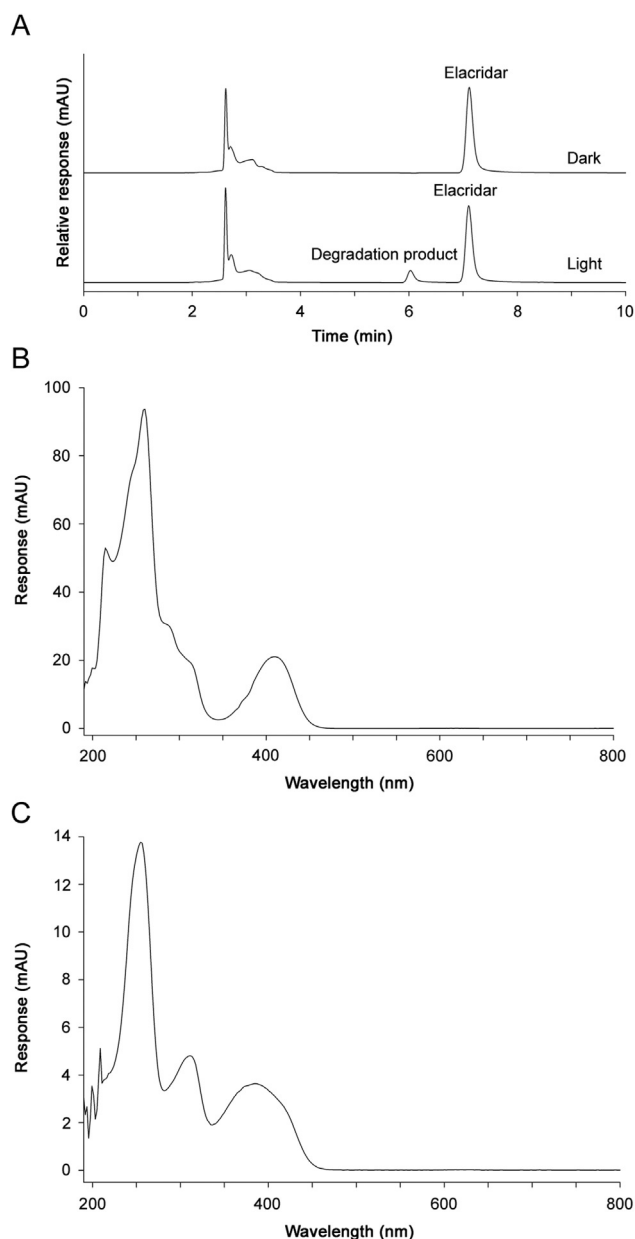 A
Relative response (mAU)
Elacridar
Dark
Elacridar
Degradation product
Light
0 2 4 6 8 10
Time (min)
B
Response (mAU)
100
80
60
40
20
0
200 400 600 800
Wavelength (nm)
C
Response (mAU)
14
12
10
8
6
4
2
0
200 400 600 800
Wavelength (nm)